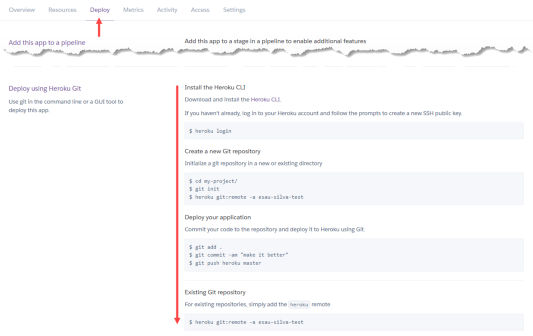 Overview Resources Deploy Metrics Activity Access Settings
Add this app to a pipeline
Add this app to a stage in a pipeline to enable additional features
Deploy using Heroku Git
Use git in the command line or a GUI tool to
deploy this app.
Install the Heroku CLI
Download and install the Heroku CLI.
If you haven't already, log in to your Heroku account and follow the prompts to create a new SSH public key.
$ heroku login
Create a new Git repository
Initialize a git repository in a new or existing directory
$ cd my-project/
$ git init
$ heroku git:remote -a esau-silva-test
Deploy your application
Commit your code to the repository and deploy it to Heroku using Git.
$ git add .
$ git commit -am "make it better"
$ git push heroku master
Existing Git repository
For existing repositories, simply add the heroku remote
$ heroku git:remote -a esau-silva-test